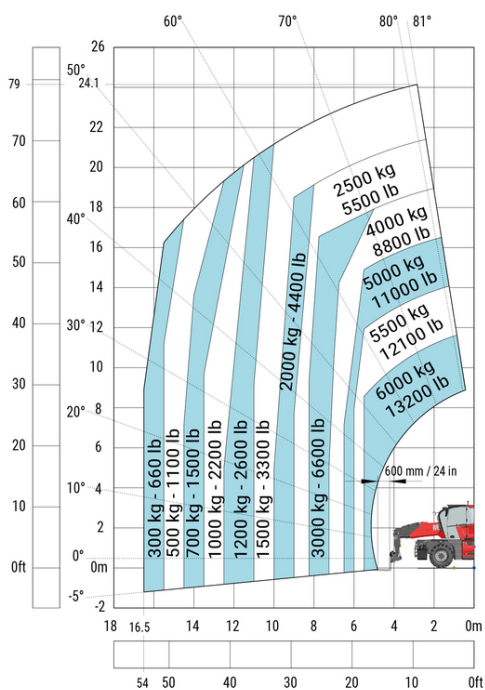 60°
70°
80°
81°
26
50°
79
24.1
70
22
20
2500 kg
5500 lb
60
18
4000 kg
8800 lb
40°
16
50
5000 kg
11000 lb
14
40
30°
12
5500 kg
12100 lb
10
6000 kg
13200 lb
30
20°
8
20
6
600 mm / 24 in
10°
4
10
2
0°
0ft
0m
-5°
-2
300 kg - 660 lb
500 kg - 1100 lb
700 kg - 1500 lb
1000 kg - 2200 lb
1200 kg - 2600 lb
1500 kg - 3300 lb
2000 kg - 4400 lb
3000 kg - 6600 lb
18 16.5 14 12 10 8 6 4 2 0m
54 50 40 30 20 10 0ft